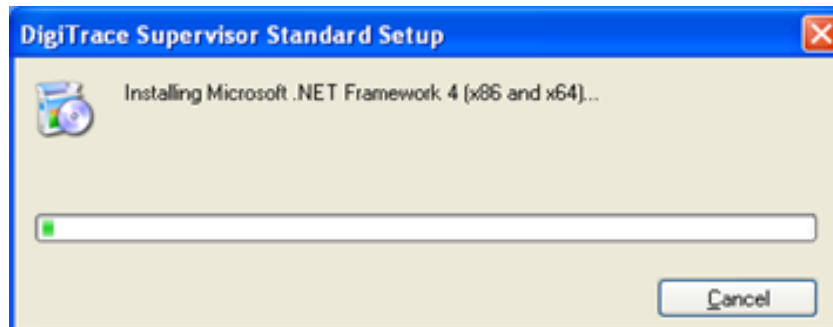 DigiTrace Supervisor Standard Setup
Installing Microsoft .NET Framework 4 (x86 and x64)...
Cancel